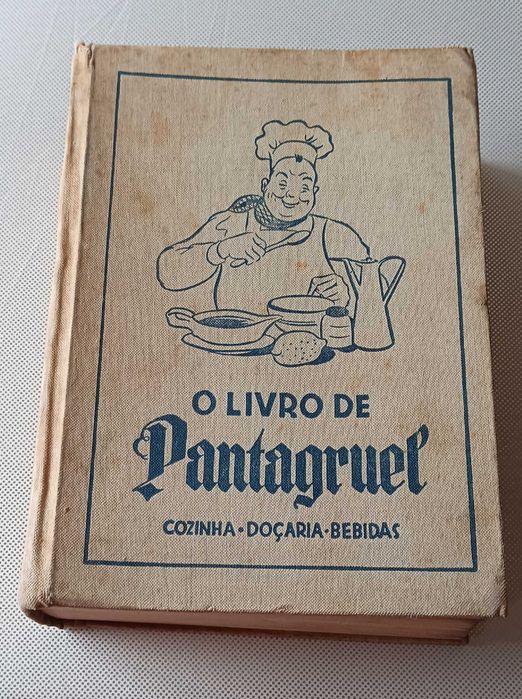 O LIVRO DE
Pantagruel
COZINHA · DOÇARIA · BEBIDAS